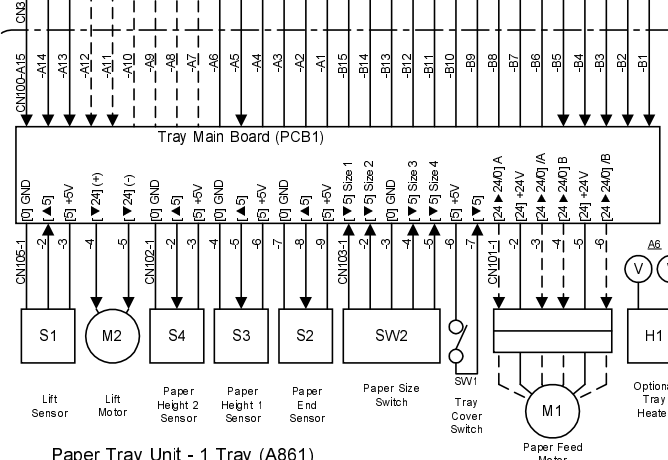 CN3
CN100-A15 -A14 -A13 -A12 -A11 -A10 -A9 -A8 -A7 -A6 -A5 -A4 -A3 -A2 -A1 -B15 -B14 -B13 -B12 -B11 -B10 -B9 -B8 -B7 -B6 -B5 -B4 -B3 -B2 -B1
Tray Main Board (PCB1)
[0] GND [▲5] [5] +5V [▼24] (+) [▼24] (-) [0] GND [▲5] [5] +5V [0] GND [▲5] [5] +5V [0] GND [▲5] [5] +5V [▼5] Size 1 [▼5] Size 2 [0] GND [▼5] Size 3 [▼5] Size 4 [5] +5V [▼5] [24 ▶ 24/0] A [24] +24V [24 ▶ 24/0] /A [24 ▶ 24/0] B [24] +24V [24 ▶ 24/0] /B
CN105-1 -2 -3 -4 -5 CN102-1 -2 -3 -4 -5 -6 -7 -8 -9 CN103-1 -2 -3 -4 -5 -6 -7 CN101-1 -2 -3 -4 -5 -6
A6
V
S1 M2 S4 S3 S2 SW2 H1
SW1
Lift Sensor
Lift Motor
Paper Height 2 Sensor
Paper Height 1 Sensor
Paper End Sensor
Paper Size Switch
Tray Cover Switch
M1
Optiona
Tray
Heate
Paper Feed
Motor
Paper Tray Unit - 1 Tray (A861)